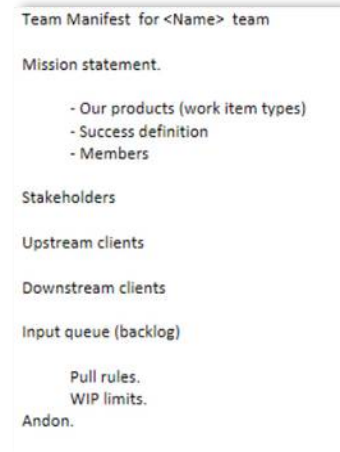 Team Manifest for <Name> team
Mission statement.
- Our products (work item types)
- Success definition
- Members
Stakeholders
Upstream clients
Downstream clients
Input queue (backlog)
Pull rules.
WIP limits.
Andon.